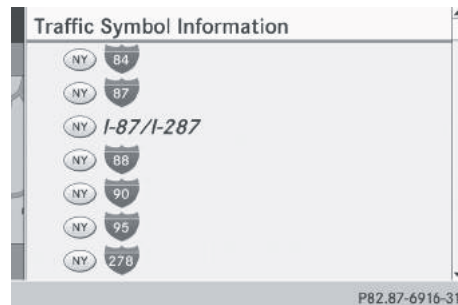 Traffic Symbol Information
NY 84
NY 87
NY I-87/I-287
NY 88
NY 90
NY 95
NY 278
P82.87-6916-31